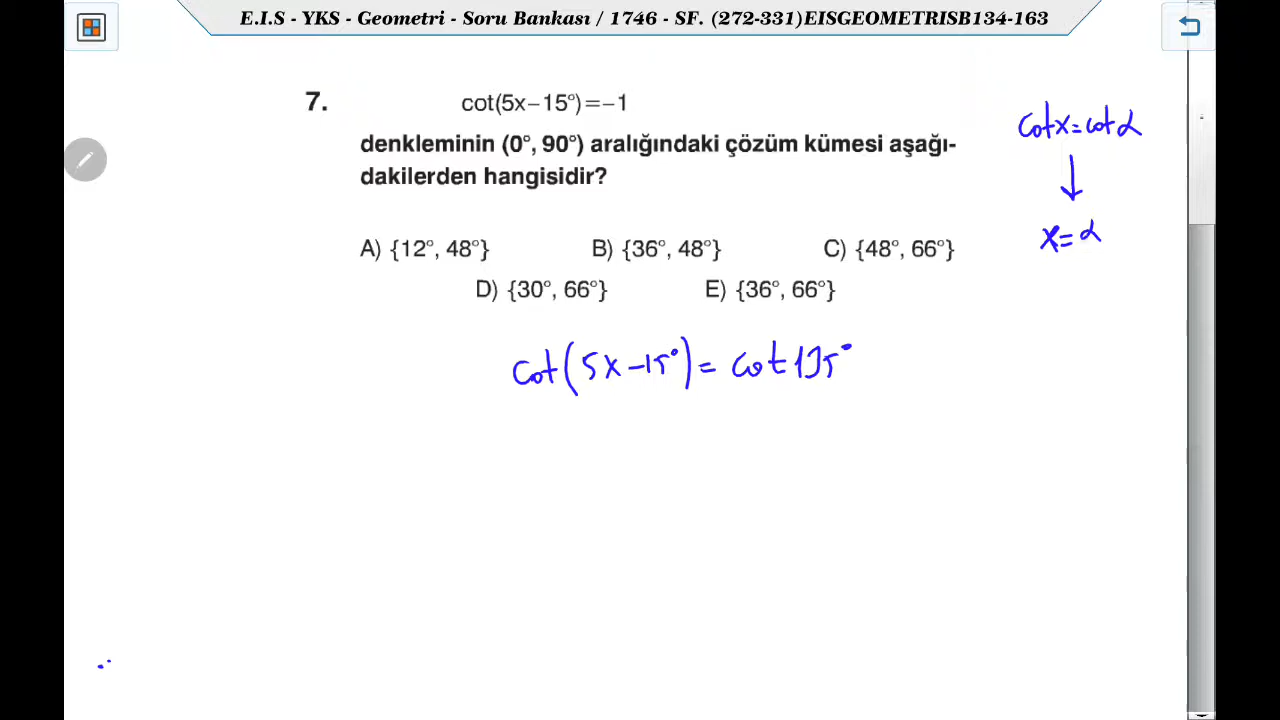 E.I.S - YKS - Geometri - Soru Bankası / 1746 - SF. (272-331)EISGEOMETRISB134-163
7.
cot(5x−15°)=−1
denkleminin (0°, 90°) aralığındaki çözüm kümesi aşağı-
dakilerden hangisidir?
A) {12°, 48°} B) {36°, 48°} C) {48°, 66°}
D) {30°, 66°} E) {36°, 66°}
cotx=cotα
↓
x=α
cot(5x−15°)=cot135°